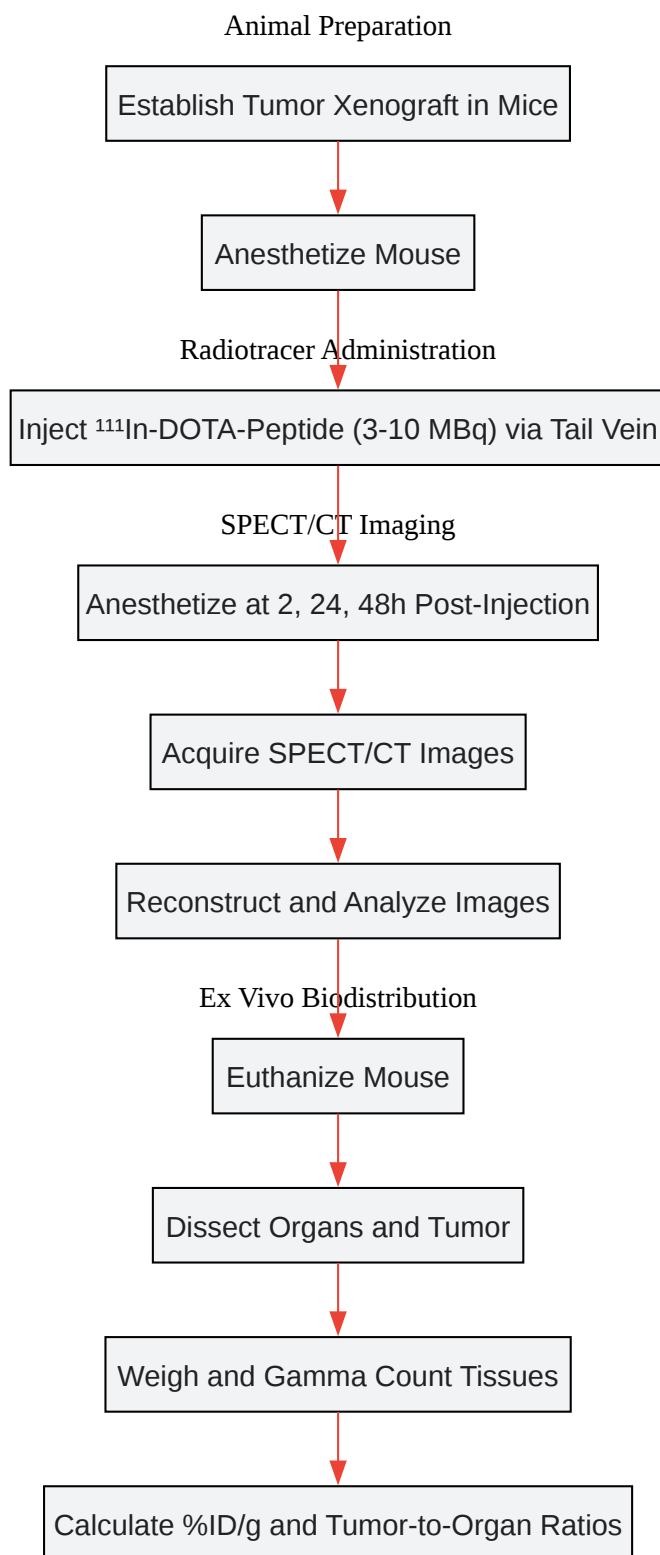 Animal Preparation
Establish Tumor Xenograft in Mice
Anesthetize Mouse
Radiotracer Administration
Inject ¹¹¹In-DOTA-Peptide (3-10 MBq) via Tail Vein
SPECT/CT Imaging
Anesthetize at 2, 24, 48h Post-Injection
Acquire SPECT/CT Images
Reconstruct and Analyze Images
Ex Vivo Biodistribution
Euthanize Mouse
Dissect Organs and Tumor
Weigh and Gamma Count Tissues
Calculate %ID/g and Tumor-to-Organ Ratios